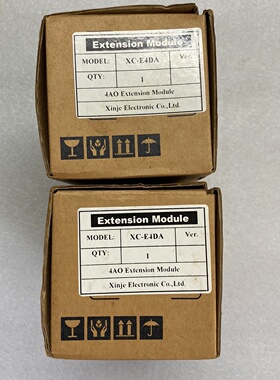 Extension Module
MODEL: XC-E4DA Ver.
QTY: 1
4AO Extension Module
Xinje Electronic Co.,Ltd.
Extension Module
MODEL: XC-E4DA Ver.
QTY: 1
4AO Extension Module
Xinje Electronic Co.,Ltd.